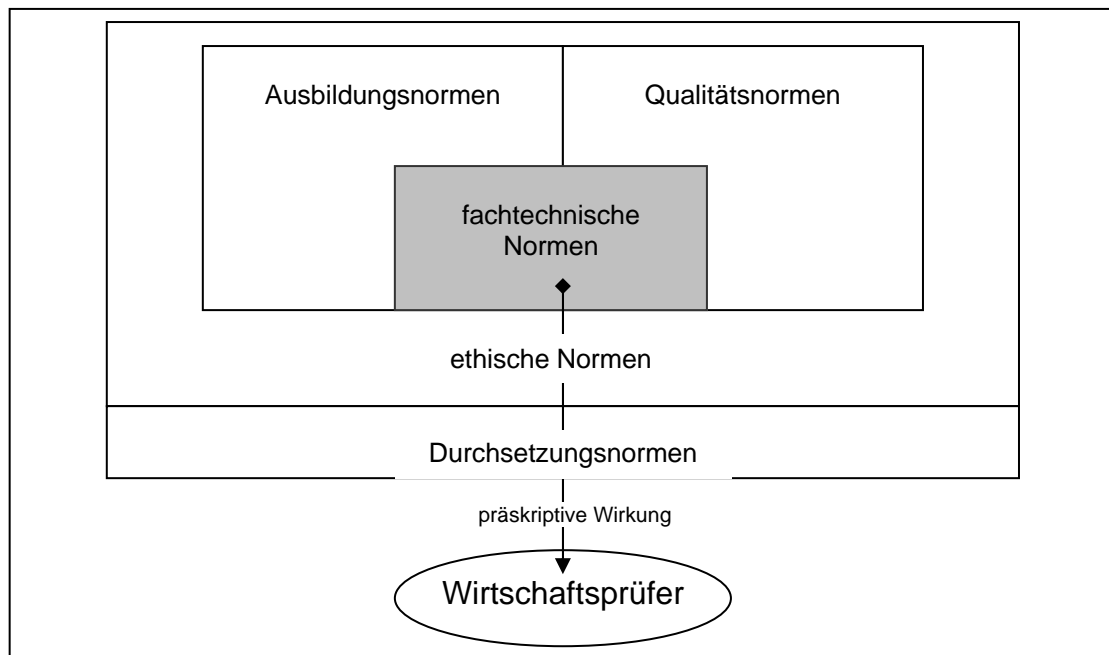 Ausbildungsnormen
Qualitätsnormen
fachtechnische
Normen
ethische Normen
Durchsetzungsnormen
präskriptive Wirkung
Wirtschaftsprüfer